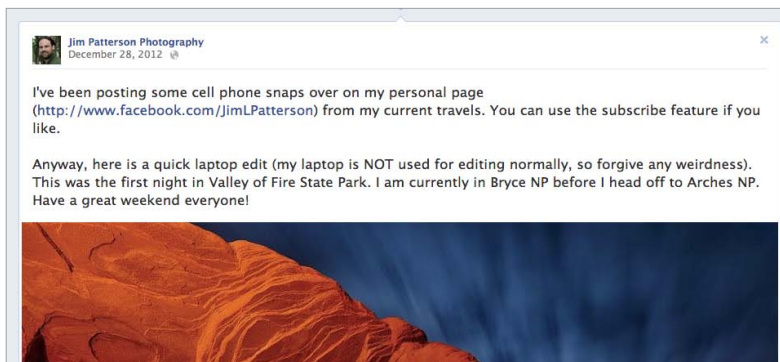 Jim Patterson Photography
December 28, 2012
I've been posting some cell phone snaps over on my personal page
(http://www.facebook.com/JimLPatterson) from my current travels. You can use the subscribe feature if you
like.
Anyway, here is a quick laptop edit (my laptop is NOT used for editing normally, so forgive any weirdness).
This was the first night in Valley of Fire State Park. I am currently in Bryce NP before I head off to Arches NP.
Have a great weekend everyone!